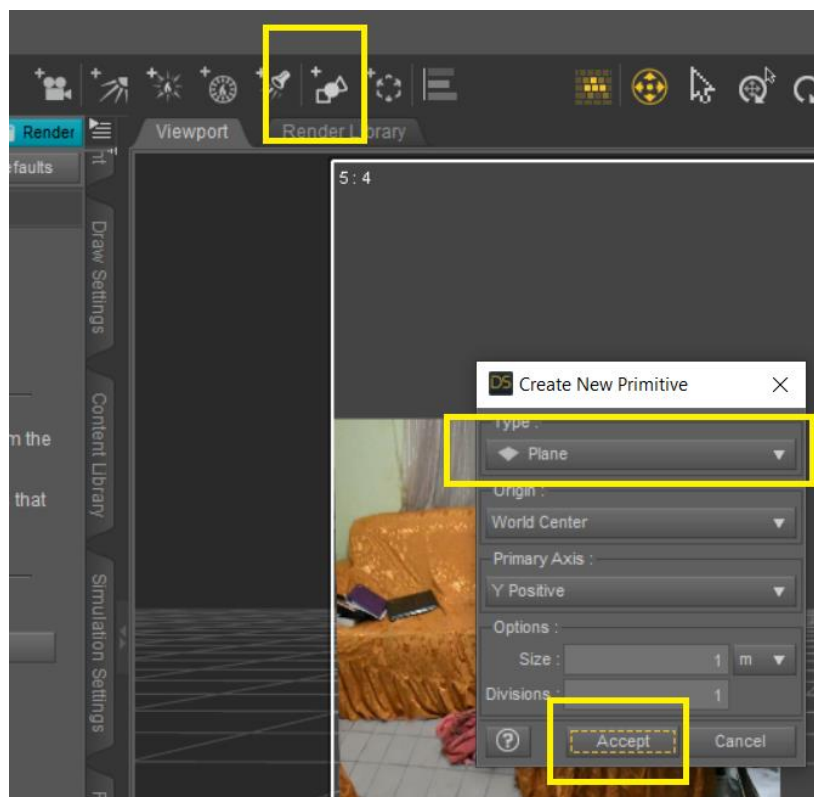 Render
Viewport
Render Library
efaults
5 : 4
Draw Settings
DS Create New Primitive
Content Library
m the
Type :
Plane
that
Origin :
World Center
Primary Axis :
Y Positive
Simulation Settings
Options :
Size : 1 m
Divisions : 1
? Accept Cancel